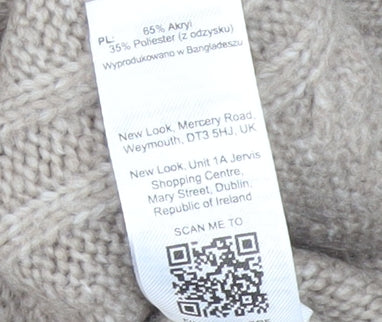 65% Akryl
PL: 35% Poliester (z odzysku)
Wyprodukowano w Bangladeszu
New Look, Mercery Road,
Weymouth, DT3 5HJ, UK
New Look, Unit 1A Jervis
Shopping Centre,
Mary Street, Dublin,
Republic of Ireland
SCAN ME TO